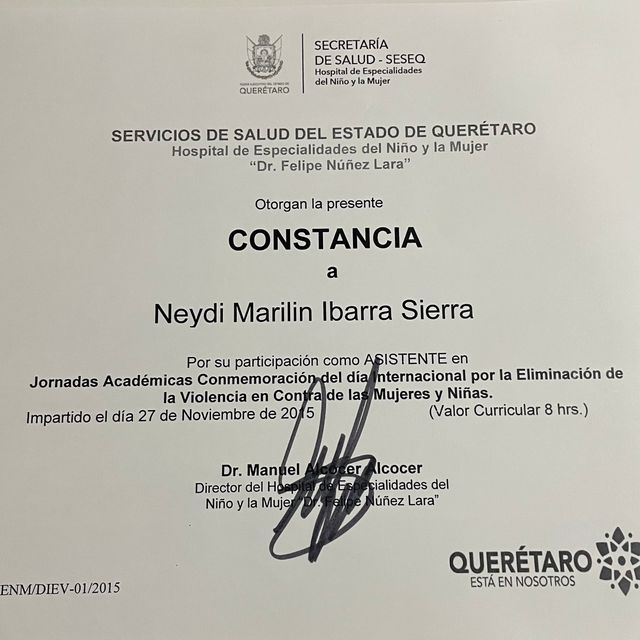 SECRETARÍA
DE SALUD - SESEQ
Hospital de Especialidades
del Niño y la Mujer
PODER EJECUTIVO DEL ESTADO DE
QUERÉTARO
SERVICIOS DE SALUD DEL ESTADO DE QUERÉTARO
Hospital de Especialidades del Niño y la Mujer
“Dr. Felipe Núñez Lara”
Otorgan la presente
CONSTANCIA
a
Neydi Marilin Ibarra Sierra
Por su participación como ASISTENTE en
Jornadas Académicas Conmemoración del día Internacional por la Eliminación de
la Violencia en Contra de las Mujeres y Niñas.
Impartido el día 27 de Noviembre de 2015 (Valor Curricular 8 hrs.)
Dr. Manuel Alcocer Alcocer
Director del Hospital de Especialidades del
Niño y la Mujer “Dr. Felipe Núñez Lara”
QUERÉTARO
ESTÁ EN NOSOTROS
ENM/DIEV-01/2015